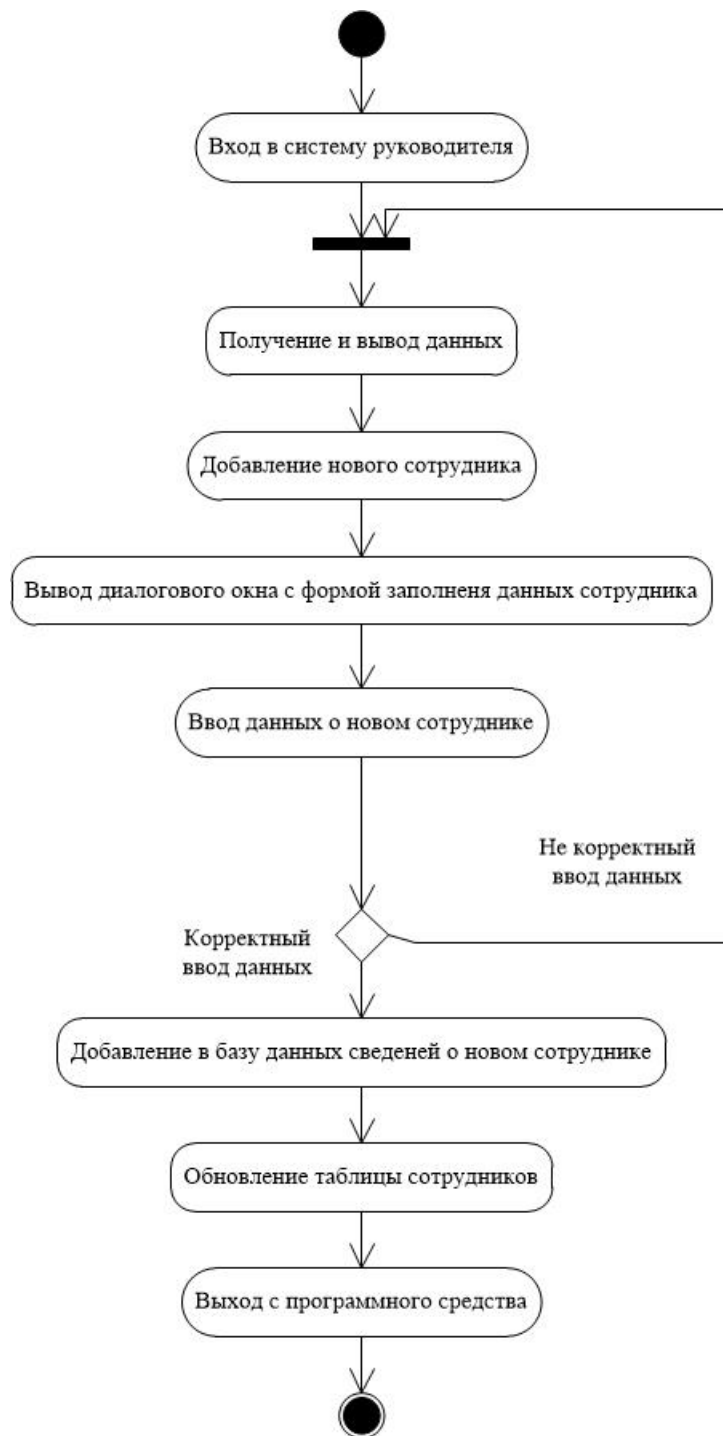 Вход в систему руководителя
Получение и вывод данных
Добавление нового сотрудника
Вывод диалогового окна с формой заполненя данных сотрудника
Ввод данных о новом сотруднике
Не корректный
ввод данных
Корректный
ввод данных
Добавление в базу данных сведеней о новом сотруднике
Обновление таблицы сотрудников
Выход с программного средства